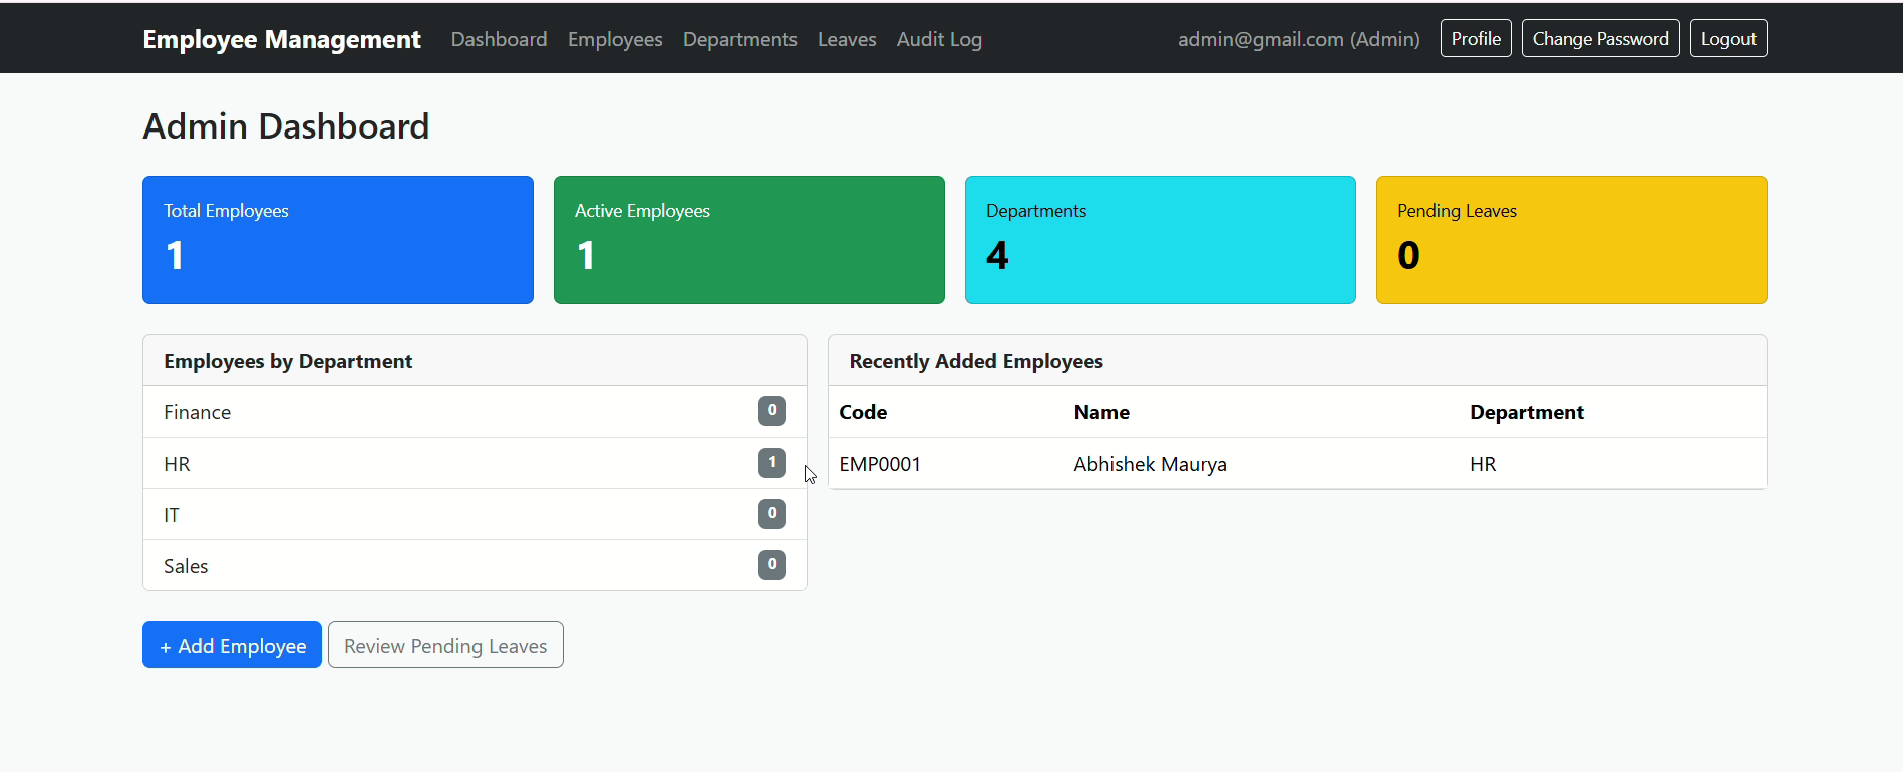 Employee Management Dashboard Employees Departments Leaves Audit Log admin@gmail.com (Admin) Profile Change Password Logout
Admin Dashboard
Total Employees
1
Active Employees
1
Departments
4
Pending Leaves
0
Employees by Department
Finance 0
HR 1
IT 0
Sales 0
Recently Added Employees
Code Name Department
EMP0001 Abhishek Maurya HR
+ Add Employee Review Pending Leaves